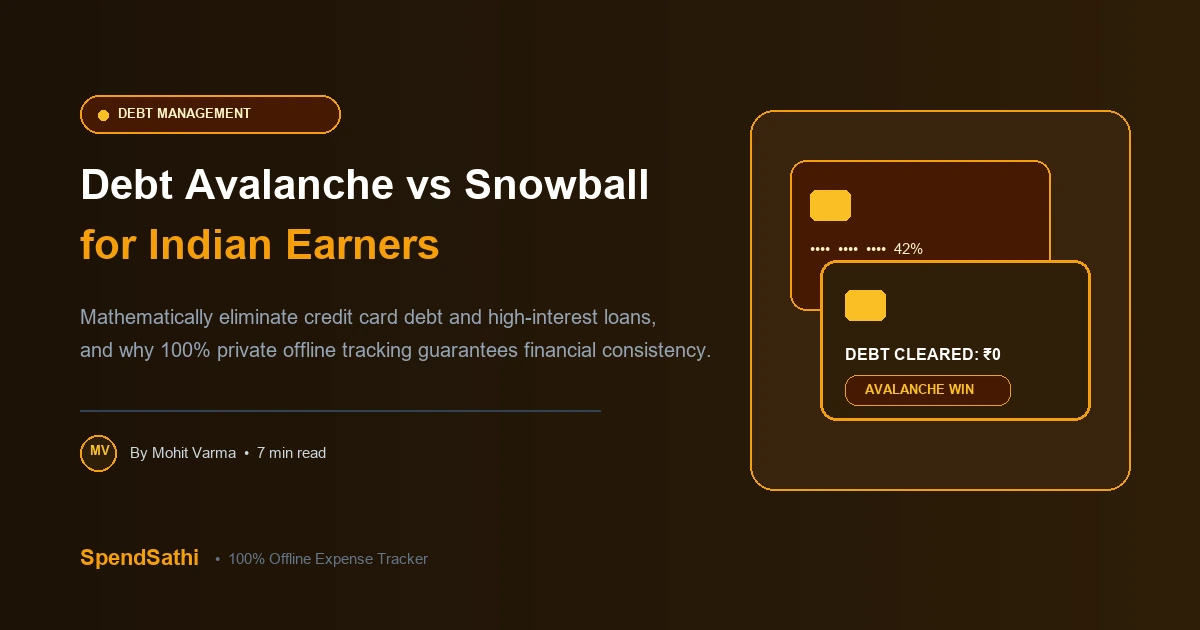 DEBT MANAGEMENT
Debt Avalanche vs Snowball
for Indian Earners
Mathematically eliminate credit card debt and high-interest loans,
and why 100% private offline tracking guarantees financial consistency.
MV
By Mohit Varma • 7 min read
SpendSathi • 100% Offline Expense Tracker
•••• •••• •••• 42%
DEBT CLEARED: ₹0
AVALANCHE WIN